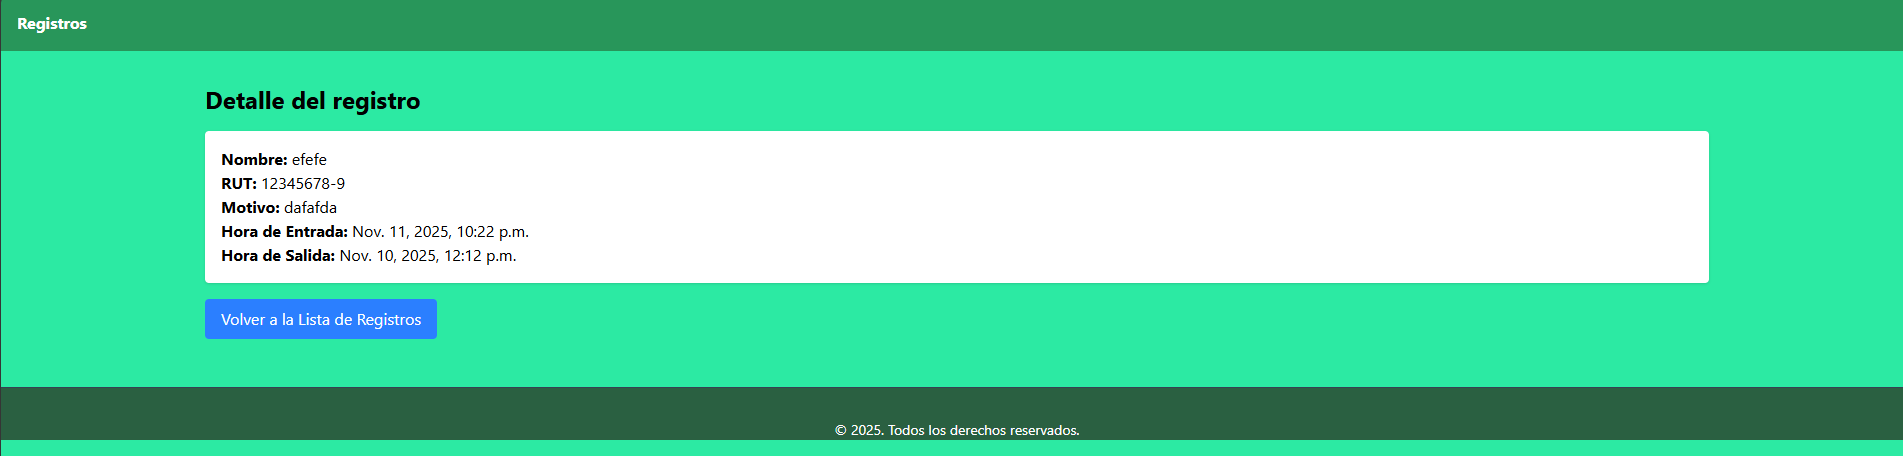 Registros
Detalle del registro
Nombre: efefe
RUT: 12345678-9
Motivo: dafafda
Hora de Entrada: Nov. 11, 2025, 10:22 p.m.
Hora de Salida: Nov. 10, 2025, 12:12 p.m.
Volver a la Lista de Registros
© 2025. Todos los derechos reservados.